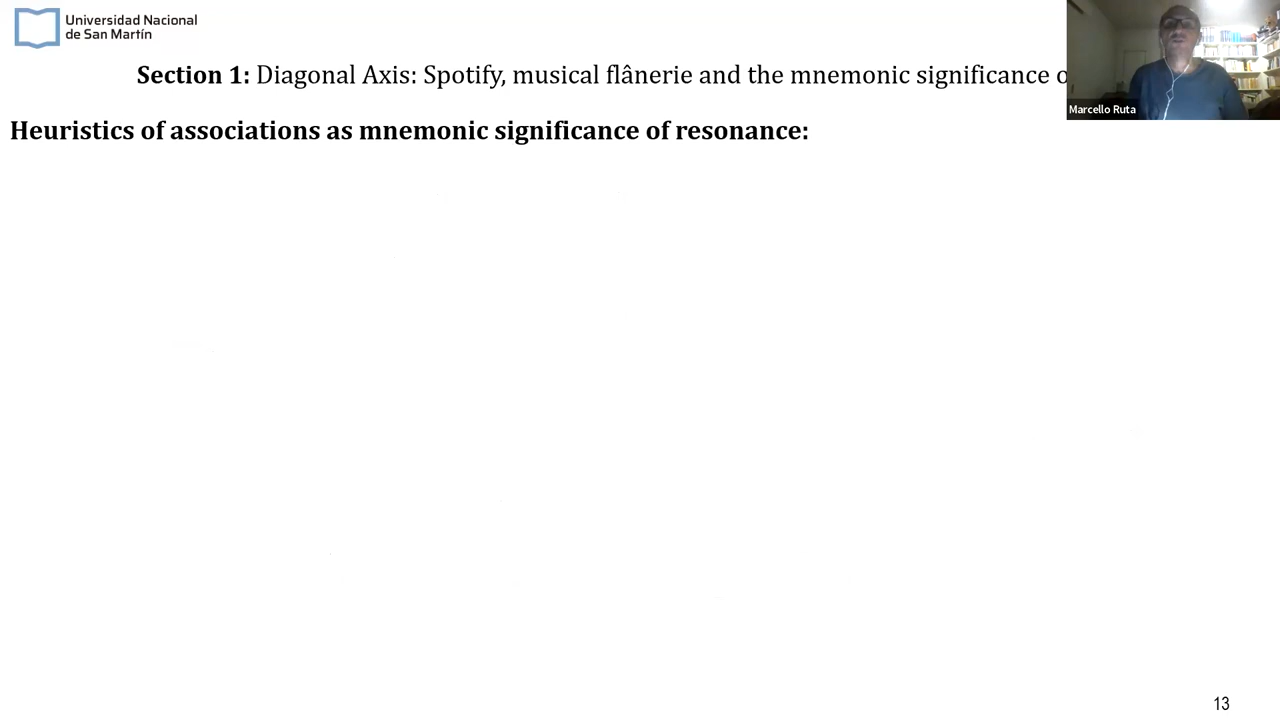 Universidad Nacional
de San Martín
Section 1: Diagonal Axis: Spotify, musical flânerie and the mnemonic significance
Marcello Ruta
Heuristics of associations as mnemonic significance of resonance:
13